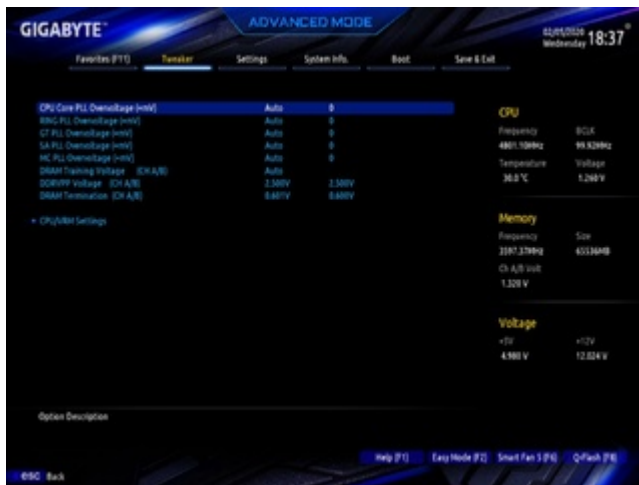 GIGABYTE™
ADVANCED MODE
Wednesday 18:37
Favorites (F11) Tweaker Settings System Info. Boot Save & Exit
CPU Core PLL Overvoltage (+mV) Auto 0
RING PLL Overvoltage (+mV) Auto 0
GT PLL Overvoltage (+mV) Auto 0
SA PLL Overvoltage (+mV) Auto 0
MC PLL Overvoltage (+mV) Auto 0
DRAM Training Voltage (CH A/B) Auto
DDRVPP Voltage (CH A/B) 2.500V 2.500V
DRAM Termination (CH A/B) 0.601V 0.600V
CPU/VRM Settings
CPU
Frequency BCLK
Temperature Voltage
30.0 °C 1.260 V
Memory
Frequency Size
65536MB
Ch A/B Volt
1.320 V
Voltage
+5V +12V
4.980 V 12.024 V
Option Description
Help (F1) Easy Mode (F2) Smart Fan 5 (F6) Q-Flash (F8)
ESC Back